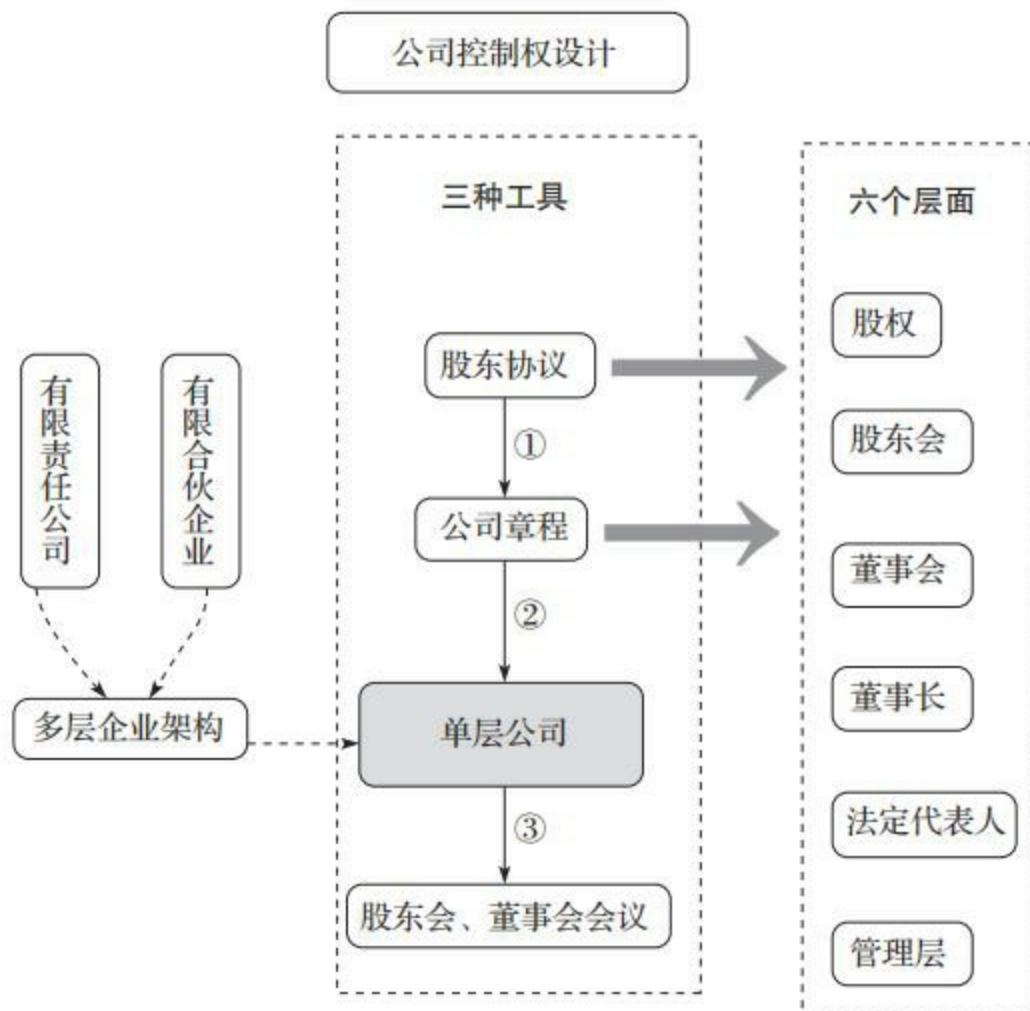 公司控制权设计
三种工具
六个层面
有限责任公司
有限合伙企业
多层企业架构
股东协议
①
公司章程
②
单层公司
③
股东会、董事会会议
股权
股东会
董事会
董事长
法定代表人
管理层